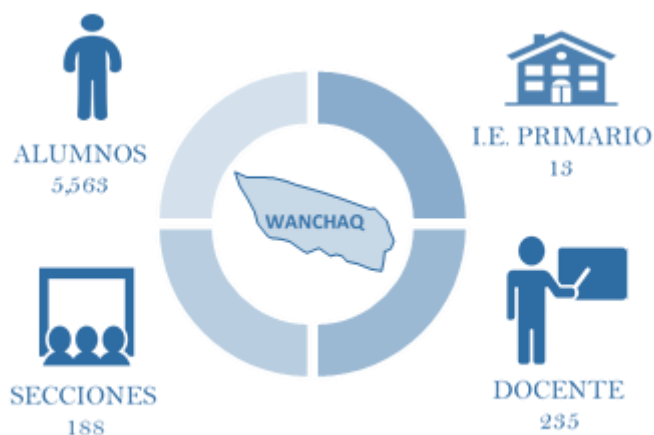 ALUMNOS
5,563
I.E. PRIMARIO
13
WANCHAQ
SECCIONES
188
DOCENTE
235